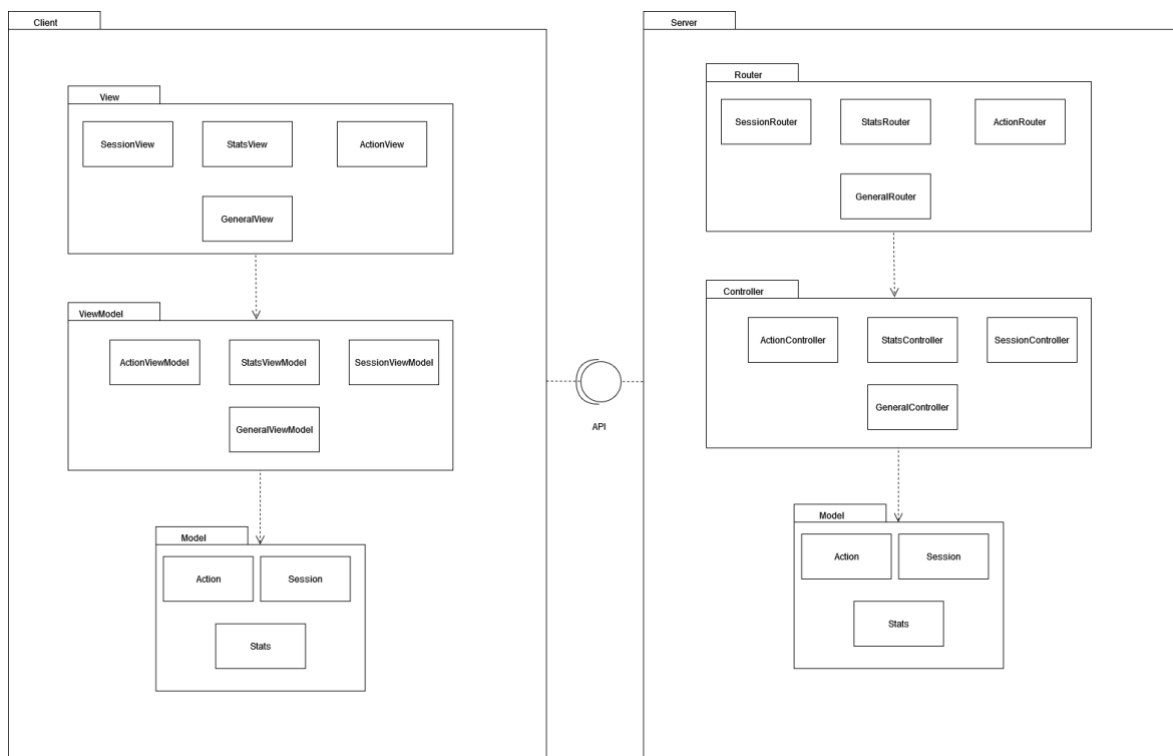 Client
View
SessionView
StatsView
ActionView
GeneralView
ViewModel
ActionViewModel
StatsViewModel
SessionViewModel
GeneralViewModel
Model
Action
Session
Stats
API
Server
Router
SessionRouter
StatsRouter
ActionRouter
GeneralRouter
Controller
ActionController
StatsController
SessionController
GeneralController
Model
Action
Session
Stats